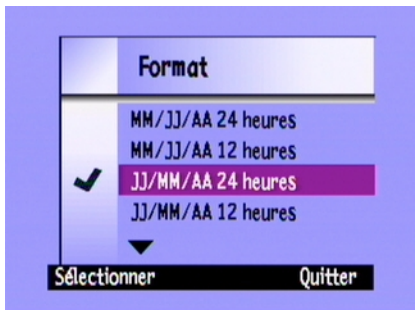 Format
MM/JJ/AA 24 heures
MM/JJ/AA 12 heures
JJ/MM/AA 24 heures
JJ/MM/AA 12 heures
Sélectionner Quitter